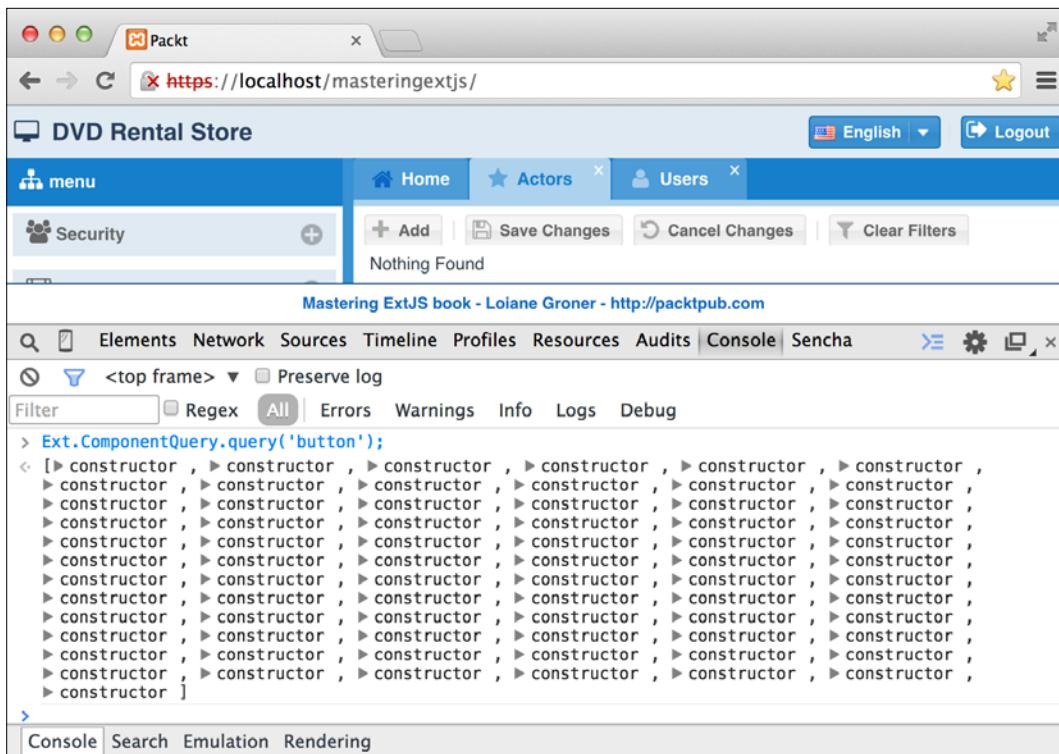 Packt
https://localhost/masteringextjs/
DVD Rental Store English Logout
menu Home Actors Users
Security Add Save Changes Cancel Changes Clear Filters
Nothing Found
Mastering ExtJS book - Loiane Groner - http://packtpub.com
Elements Network Sources Timeline Profiles Resources Audits Console Sencha
<top frame> ▼ Preserve log
Filter Regex All Errors Warnings Info Logs Debug
> Ext.ComponentQuery.query('button');
[▶ constructor , ▶ constructor , ▶ constructor , ▶ constructor , ▶ constructor , ▶ constructor ,
▶ constructor , ▶ constructor , ▶ constructor , ▶ constructor , ▶ constructor , ▶ constructor ,
▶ constructor , ▶ constructor , ▶ constructor , ▶ constructor , ▶ constructor , ▶ constructor ,
▶ constructor , ▶ constructor , ▶ constructor , ▶ constructor , ▶ constructor , ▶ constructor ,
▶ constructor , ▶ constructor , ▶ constructor , ▶ constructor , ▶ constructor , ▶ constructor ,
▶ constructor , ▶ constructor , ▶ constructor , ▶ constructor , ▶ constructor , ▶ constructor ,
▶ constructor , ▶ constructor , ▶ constructor , ▶ constructor , ▶ constructor , ▶ constructor ,
▶ constructor , ▶ constructor , ▶ constructor , ▶ constructor , ▶ constructor , ▶ constructor ,
▶ constructor , ▶ constructor , ▶ constructor , ▶ constructor , ▶ constructor , ▶ constructor ,
▶ constructor , ▶ constructor , ▶ constructor , ▶ constructor , ▶ constructor , ▶ constructor ,
▶ constructor , ▶ constructor , ▶ constructor , ▶ constructor , ▶ constructor , ▶ constructor ,
▶ constructor , ▶ constructor , ▶ constructor , ▶ constructor , ▶ constructor , ▶ constructor ,
▶ constructor ]
>
Console Search Emulation Rendering